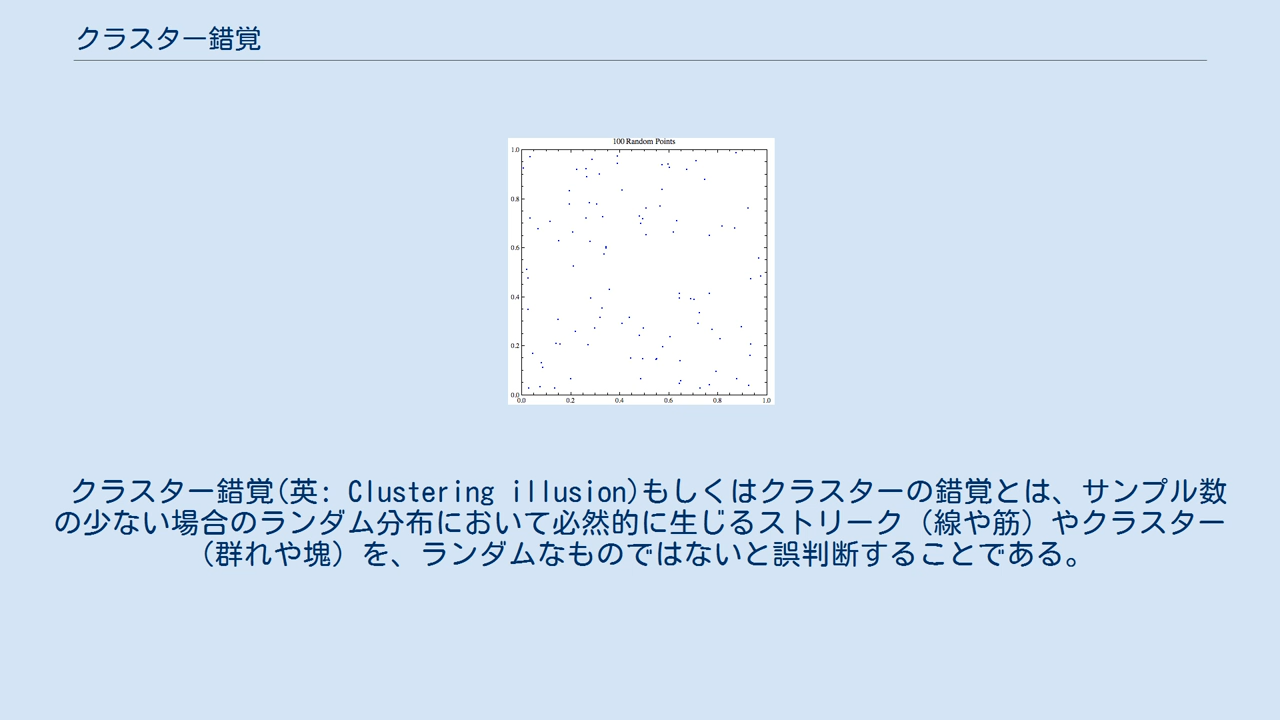 クラスター錯覚
100 Random Points
1.0
0.8
0.6
0.4
0.2
0.0
0.0 0.2 0.4 0.6 0.8 1.0
クラスター錯覚(英: Clustering illusion)もしくはクラスターの錯覚とは、サンプル数
の少ない場合のランダム分布において必然的に生じるストリーク（線や筋）やクラスター
（群れや塊）を、ランダムなものではないと誤判断することである。